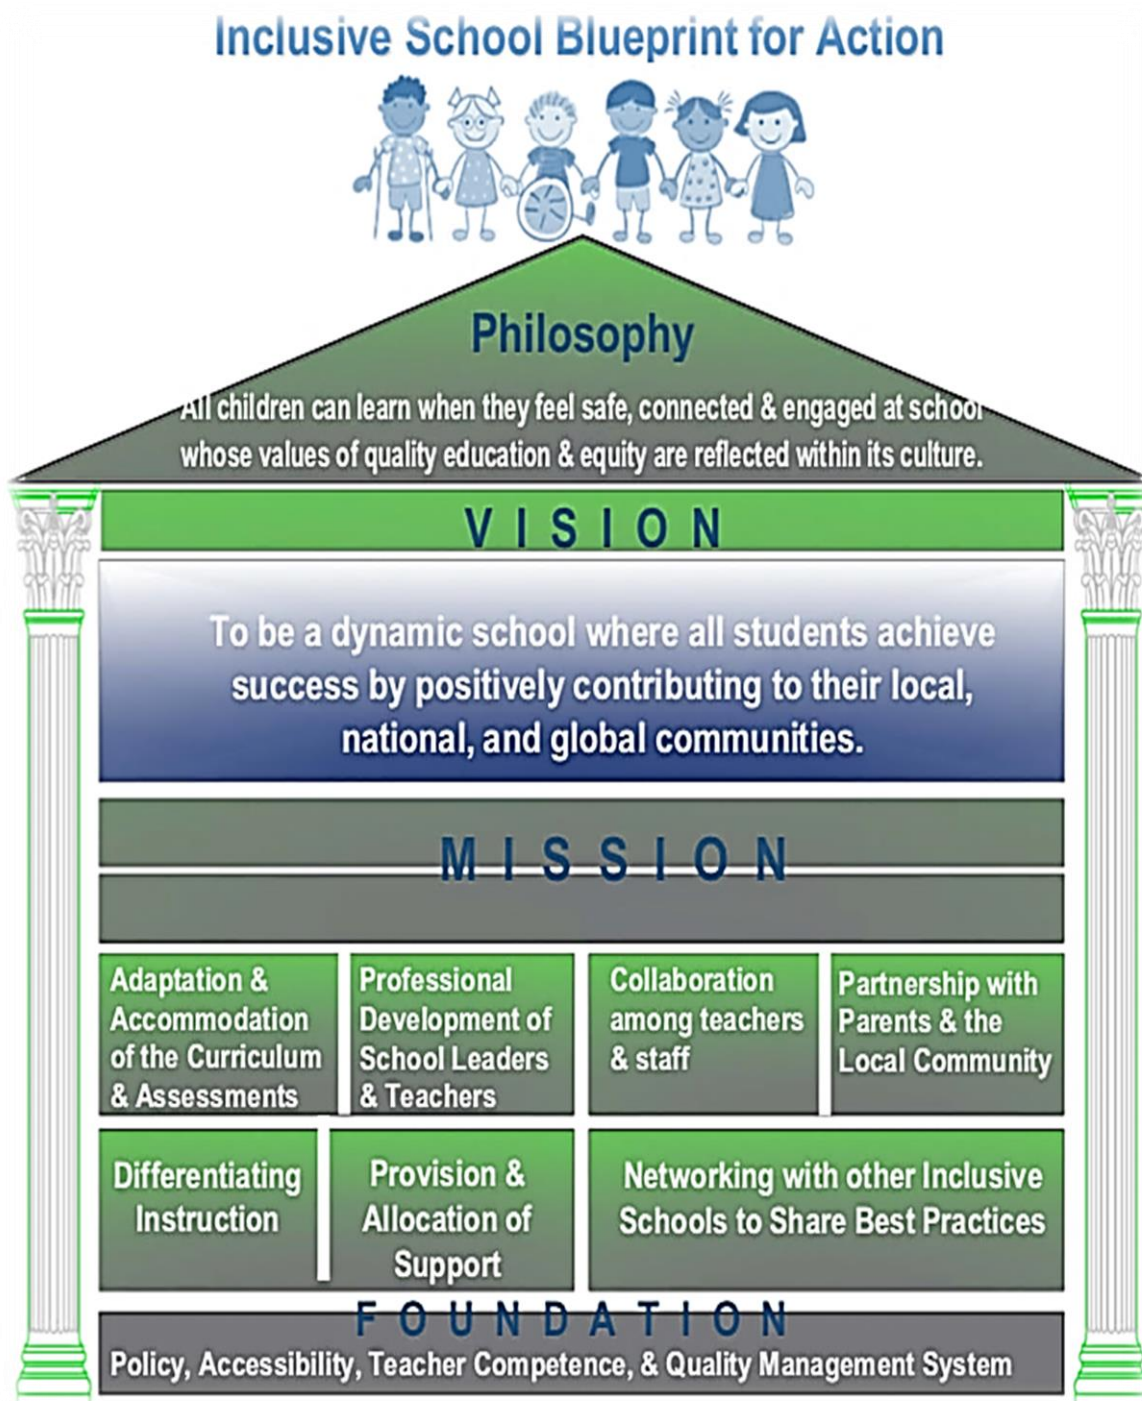 Inclusive School Blueprint for Action
Philosophy
All children can learn when they feel safe, connected & engaged at school
whose values of quality education & equity are reflected within its culture.
VISION
To be a dynamic school where all students achieve
success by positively contributing to their local,
national, and global communities.
MISSION
Adaptation &
Accommodation
of the Curriculum
& Assessments
Professional
Development of
School Leaders
& Teachers
Collaboration
among teachers
& staff
Partnership with
Parents & the
Local Community
Differentiating
Instruction
Provision &
Allocation of
Support
Networking with other Inclusive
Schools to Share Best Practices
FOUNDATION
Policy, Accessibility, Teacher Competence, & Quality Management System